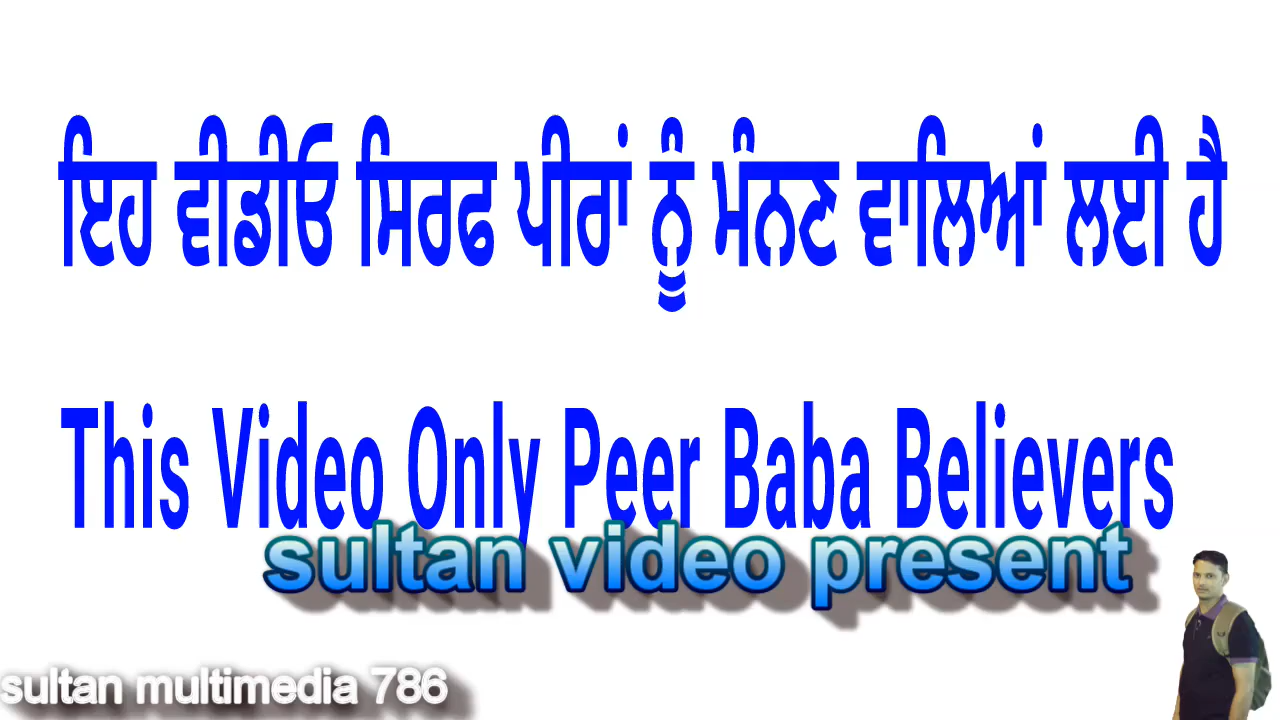 ਇਹ ਵੀਡੀਓ ਸਿਰਫ ਪੀਰਾਂ ਨੂੰ ਮੰਨਣ ਵਾਲਿਆਂ ਲਈ ਹੈ
This Video Only Peer Baba Believers
sultan video present
sultan multimedia 786